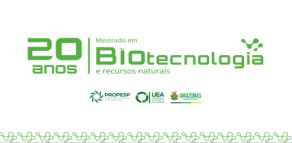 20
anos
Mestrado em
Biotecnologia
e recursos naturais
PROPESP
UEA
AMAZONAS